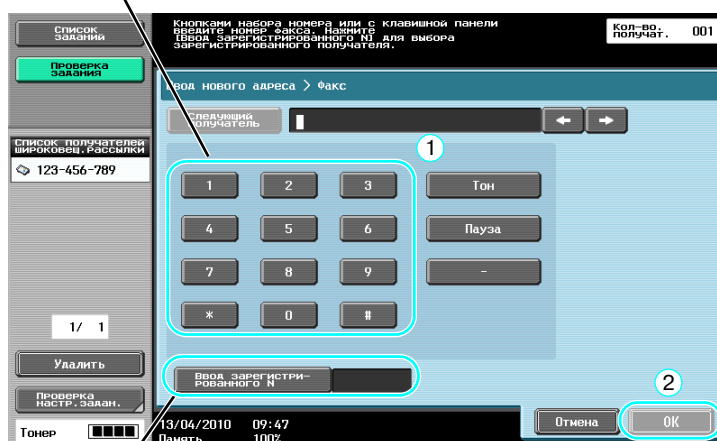 Список
заданий
Кнопками набора номера или с клавишной панели
введите номер факса. Нажмите
[Ввод зарегистрированного N] для выбора
зарегистрированного получателя.
Кол-во.
получат.
001
Проверка
задания
Ввод нового адреса > Факс
Следующий
получатель
Список получателей
широковещ.рассылки
123-456-789
1
1
2
3
Тон
4
5
6
Пауза
7
8
9
-
*
0
#
1/ 1
Удалить
Ввод зарегистри-
рованного N
2
Проверка
настр.задан.
Тонер
13/04/2010 09:47
Память 100%
Отмена
OK